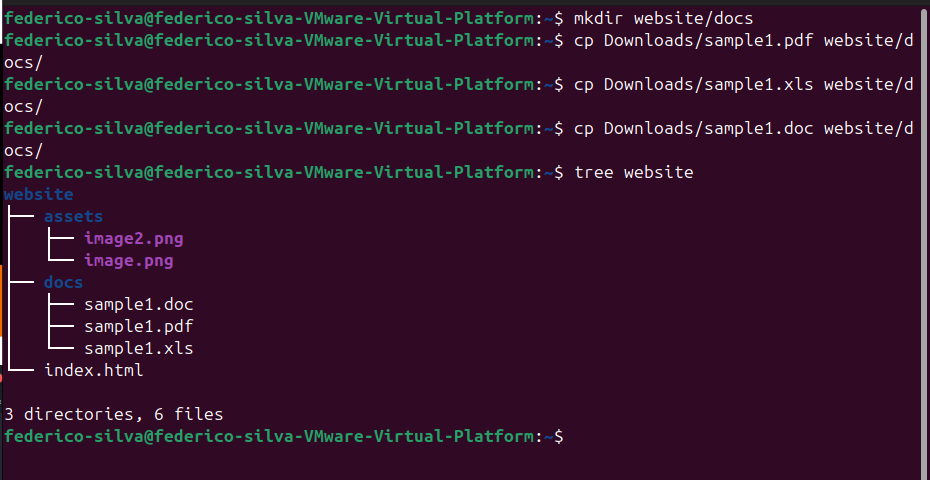 federico-silva@federico-silva-VMware-Virtual-Platform:~$ mkdir website/docs
federico-silva@federico-silva-VMware-Virtual-Platform:~$ cp Downloads/sample1.pdf website/d
ocs/
federico-silva@federico-silva-VMware-Virtual-Platform:~$ cp Downloads/sample1.xls website/d
ocs/
federico-silva@federico-silva-VMware-Virtual-Platform:~$ cp Downloads/sample1.doc website/d
ocs/
federico-silva@federico-silva-VMware-Virtual-Platform:~$ tree website
website
├── assets
│   ├── image2.png
│   └── image.png
├── docs
│   ├── sample1.doc
│   ├── sample1.pdf
│   └── sample1.xls
└── index.html

3 directories, 6 files
federico-silva@federico-silva-VMware-Virtual-Platform:~$